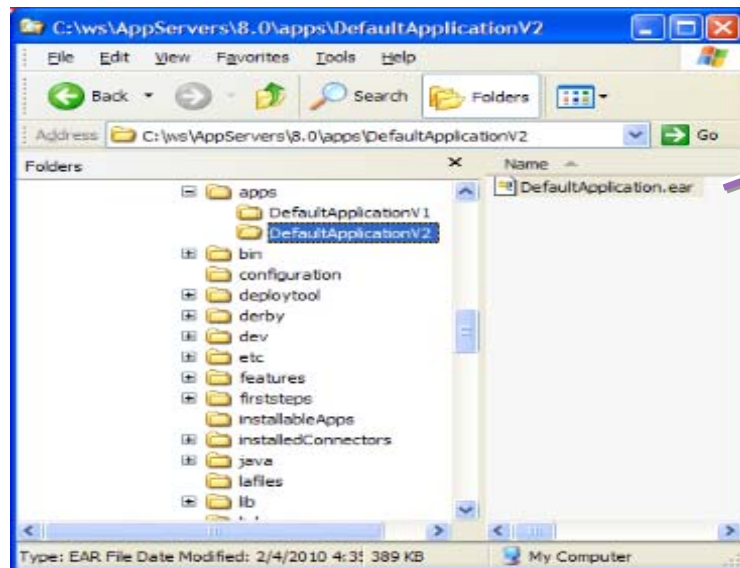 C:\ws\AppServers\8.0\apps\DefaultApplicationV2
File Edit View Favorites Tools Help
Back Search Folders
Address C:\ws\AppServers\8.0\apps\DefaultApplicationV2 Go
Folders × Name
apps DefaultApplication.ear
DefaultApplicationV1
DefaultApplicationV2
bin
configuration
deploytool
derby
dev
etc
features
firststeps
installableApps
installedConnectors
java
lafiles
lib
Type: EAR File Date Modified: 2/4/2010 4:35 389 KB My Computer